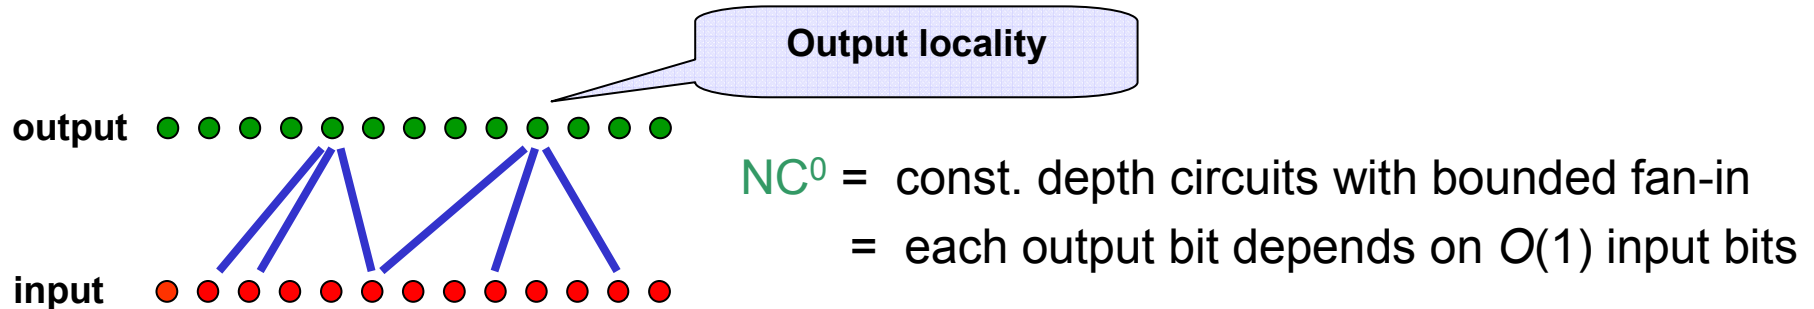 Output locality
output
NC⁰ = const. depth circuits with bounded fan-in
= each output bit depends on O(1) input bits
input